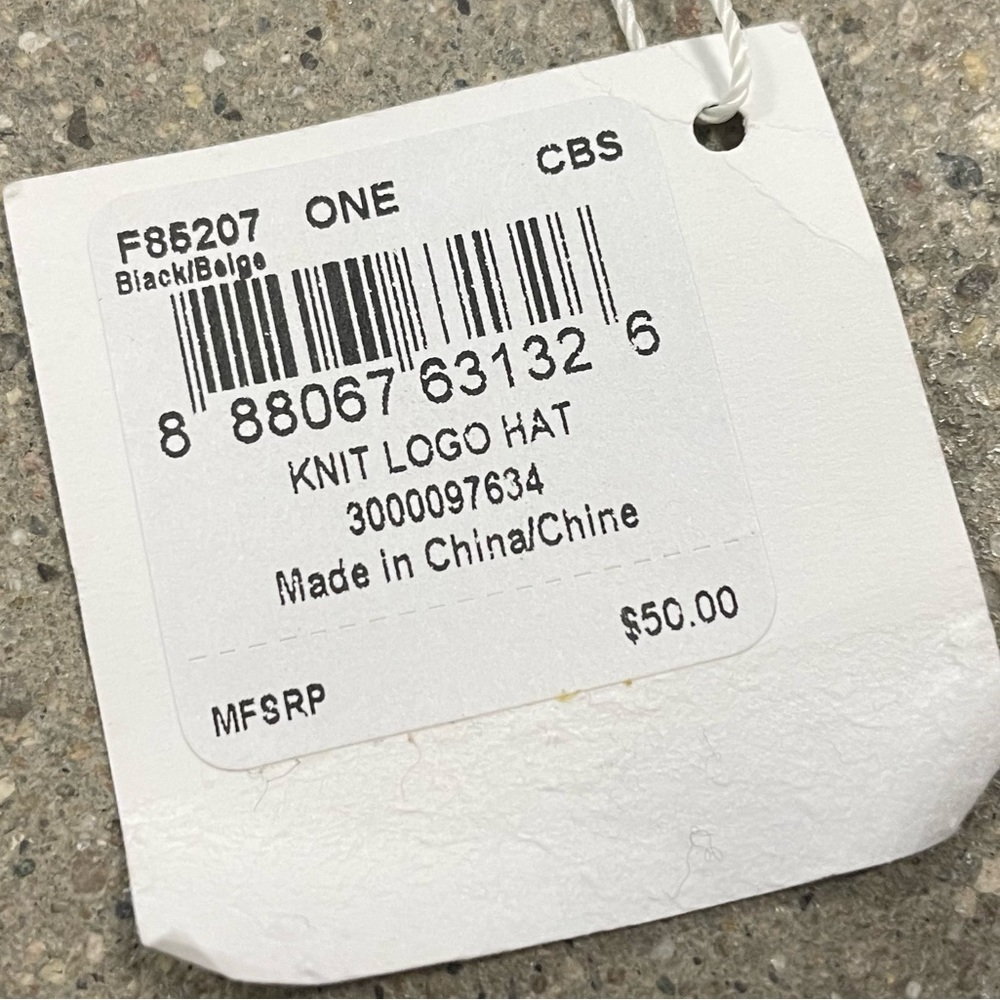 F85207 ONE CBS
Black/Beige
8 88067 63132 6
KNIT LOGO HAT
3000097634
Made in China/Chine
$50.00
MFSRP